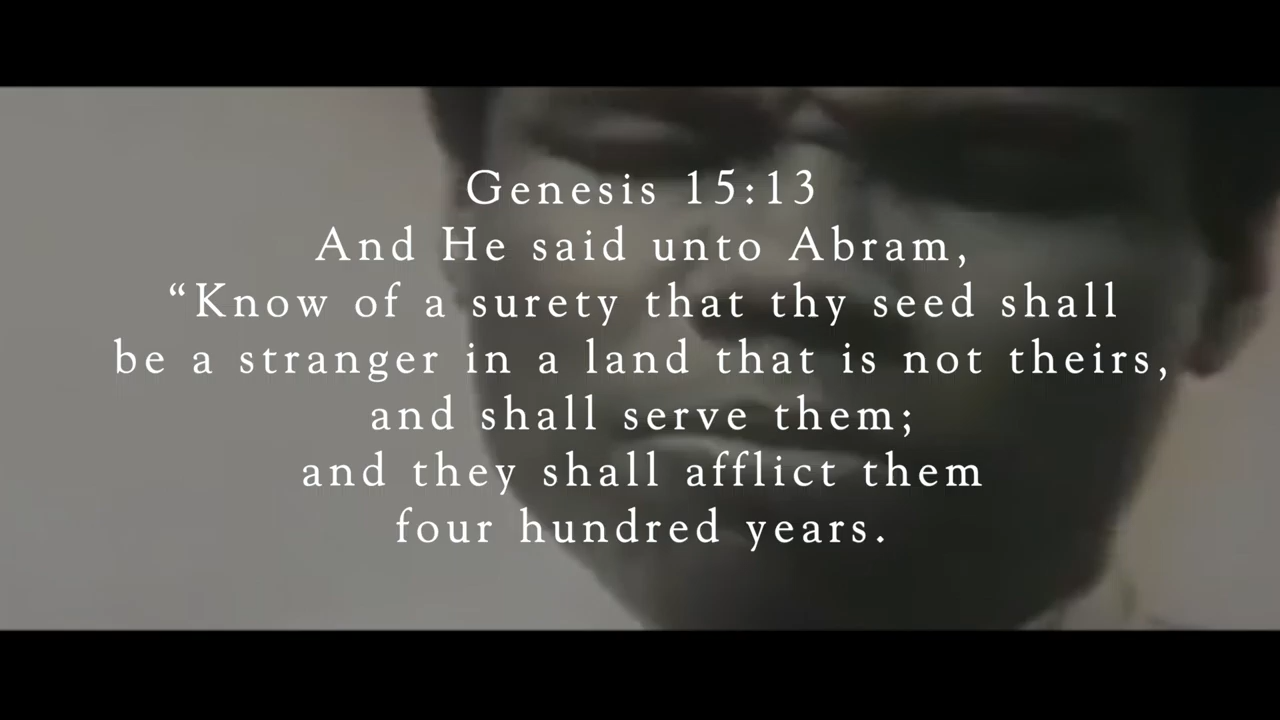 Genesis 15:13
And He said unto Abram,
“Know of a surety that thy seed shall
be a stranger in a land that is not theirs,
and shall serve them;
and they shall afflict them
four hundred years.